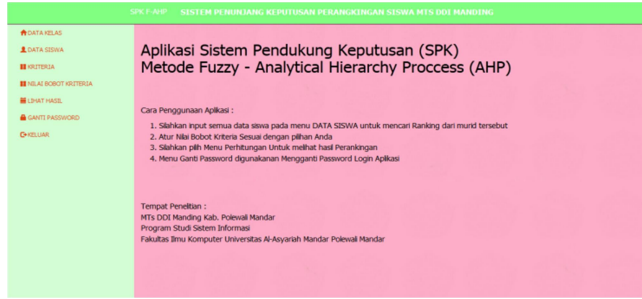 SPK F-AHP - SISTEM PENUNJANG KEPUTUSAN PERANGKINGAN SISWA MTS DDI MANDING
DATA KELAS
DATA SISWA
KRITERIA
NILAI BOBOT KRITERIA
LIHAT HASIL
GANTI PASSWORD
KELUAR
Aplikasi Sistem Pendukung Keputusan (SPK)
Metode Fuzzy - Analytical Hierarchy Proccess (AHP)
Cara Penggunaan Aplikasi :
1. Silahkan input semua data siswa pada menu DATA SISWA untuk mencari Ranking dari murid tersebut
2. Atur Nilai Bobot Kriteria Sesuai dengan pilihan Anda
3. Silahkan pilih Menu Perhitungan Untuk melihat hasil Perankingan
4. Menu Ganti Password digunakanan Mengganti Password Login Aplikasi
Tempat Penelitian :
MTs DDI Manding Kab. Polewali Mandar
Program Studi Sistem Informasi
Fakultas Ilmu Komputer Universitas Al-Asyariah Mandar Polewali Mandar